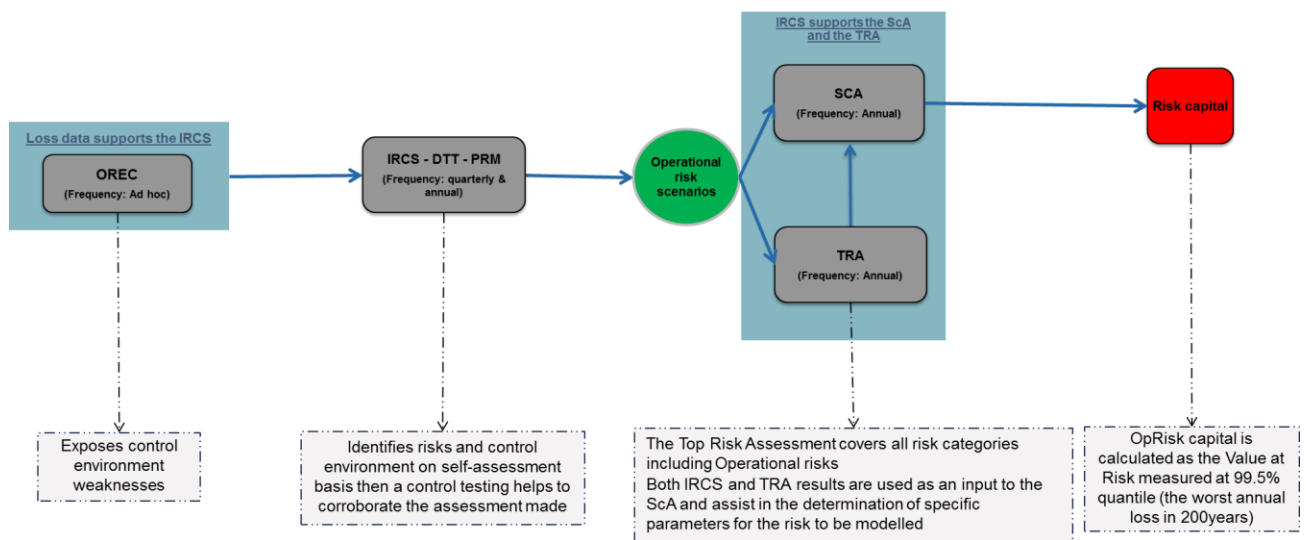 IRCS supports the ScA
and the TRA
Loss data supports the IRCS
OREC
(Frequency: Ad hoc)
IRCS - DTT - PRM
(Frequency: quarterly &
annual)
Operational
risk
scenarios
SCA
(Frequency: Annual)
TRA
(Frequency: Annual)
Risk capital
Exposes control
environment
weaknesses
Identifies risks and control
environment on self-assessment
basis then a control testing helps to
corroborate the assessment made
The Top Risk Assessment covers all risk categories
including Operational risks
Both IRCS and TRA results are used as an input to the
ScA and assist in the determination of specific
parameters for the risk to be modelled
OpRisk capital is
calculated as the Value at
Risk measured at 99.5%
quantile (the worst annual
loss in 200years)